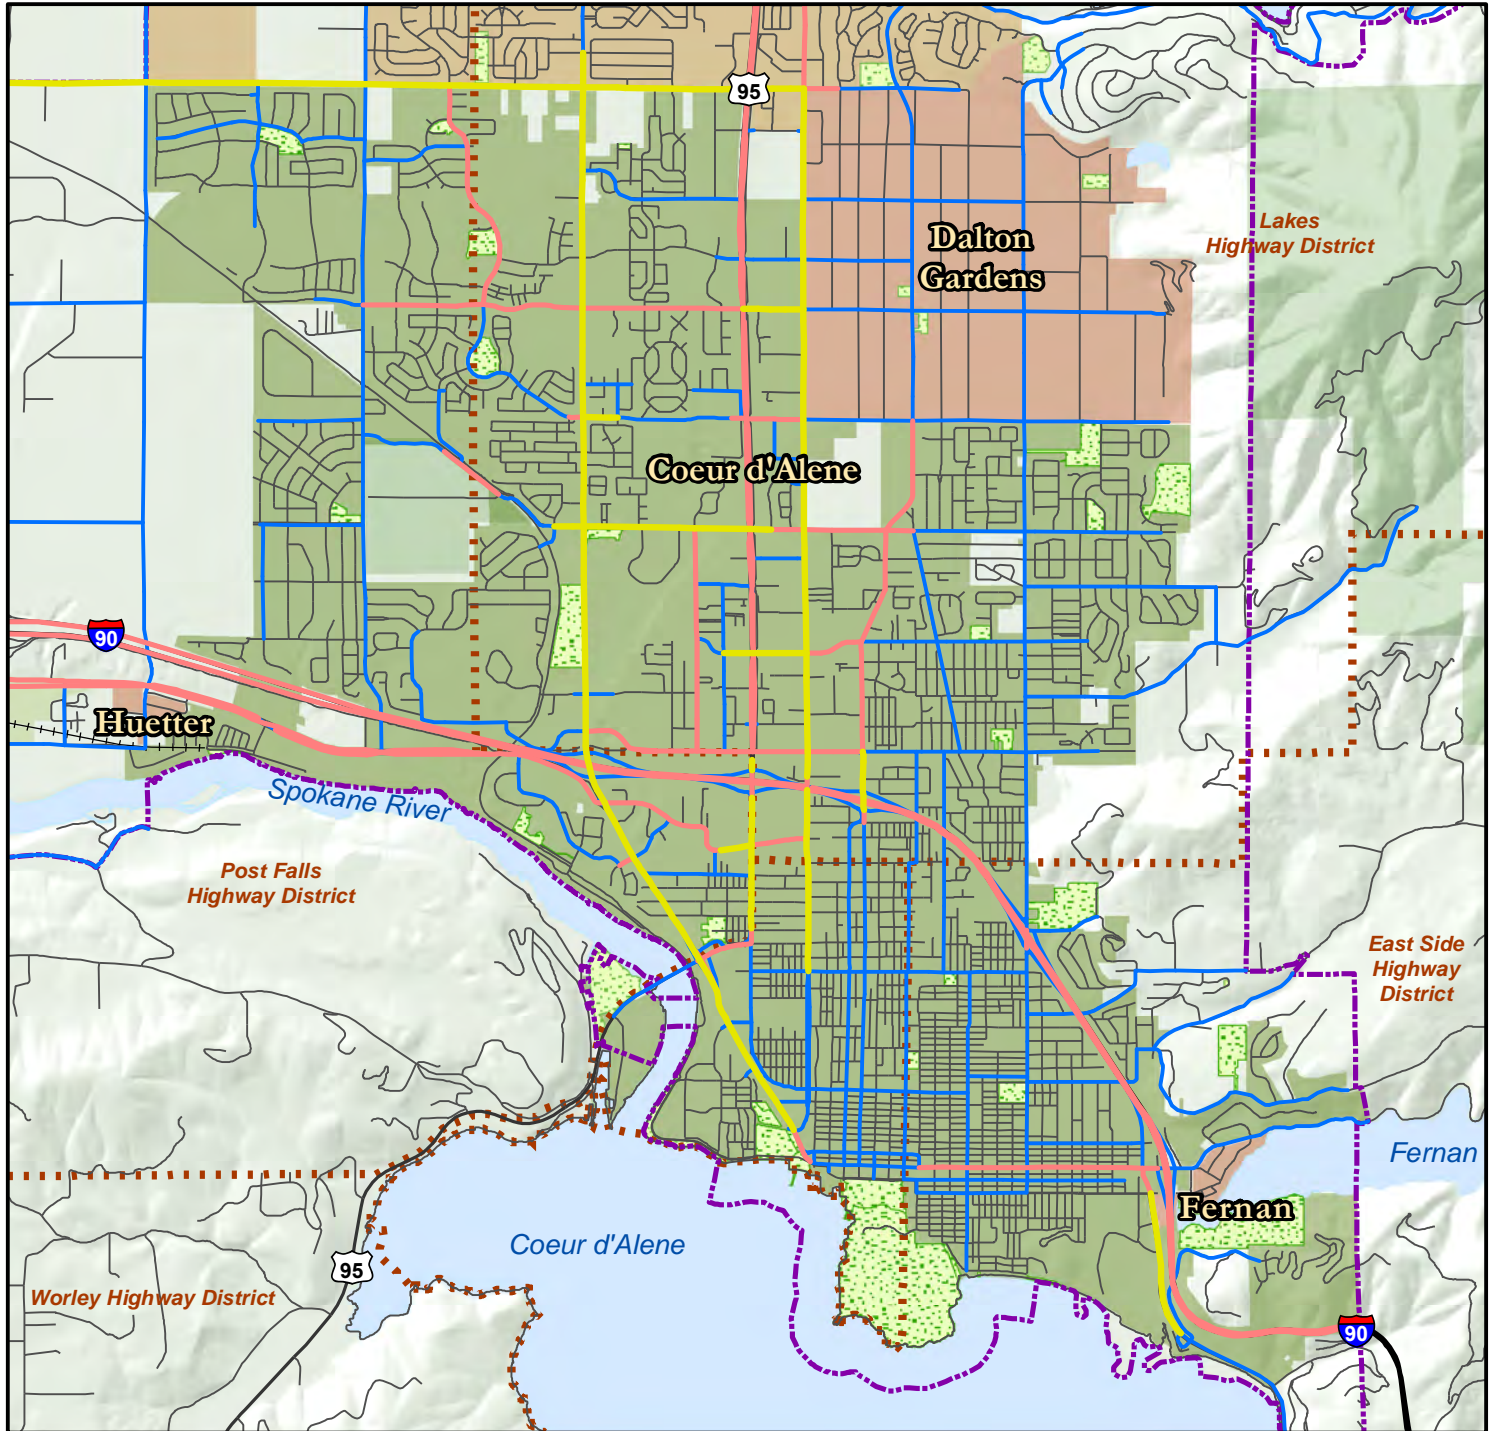 95
Lakes
Highway District
Dalton
Gardens
Coeur d'Alene
90
Huetter
Spokane River
Post Falls
Highway District
East Side
Highway
District
Fernan
Fernan
Coeur d'Alene
95
Worley Highway District
90